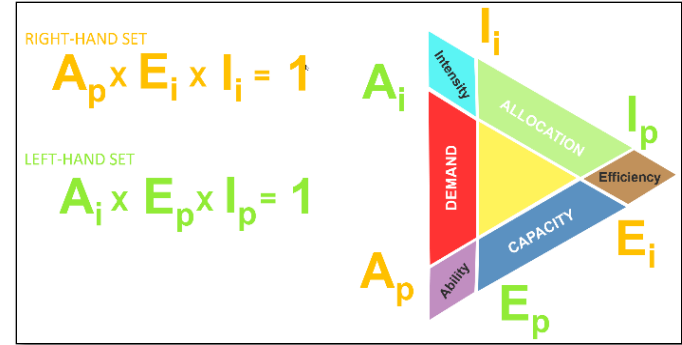 RIGHT-HAND SET
Ap x Ei x Ii = 1
LEFT-HAND SET
Ai x Ep x Ip = 1
Ii
Intensity
Ai
ALLOCATION
Ip
DEMAND
Efficiency
CAPACITY
Ei
Ap
Ability
Ep